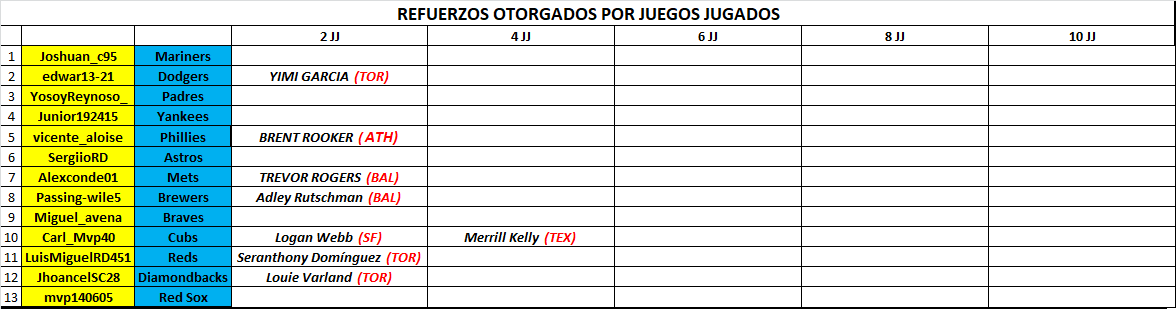 REFUERZOS OTORGADOS POR JUEGOS JUGADOS
2 JJ 4 JJ 6 JJ 8 JJ 10 JJ
1 Joshuan_c95 Mariners
2 edwar13-21 Dodgers YIMI GARCIA (TOR)
3 YosoyReynoso_ Padres
4 Junior192415 Yankees
5 vicente_aloise Phillies BRENT ROOKER (ATH)
6 SergiioRD Astros
7 Alexconde01 Mets TREVOR ROGERS (BAL)
8 Passing-wile5 Brewers Adley Rutschman (BAL)
9 Miguel_avena Braves
10 Carl_Mvp40 Cubs Logan Webb (SF) Merrill Kelly (TEX)
11 LuisMiguelRD451 Reds Seranthony Domínguez (TOR)
12 JhoancelSC28 Diamondbacks Louie Varland (TOR)
13 mvp140605 Red Sox